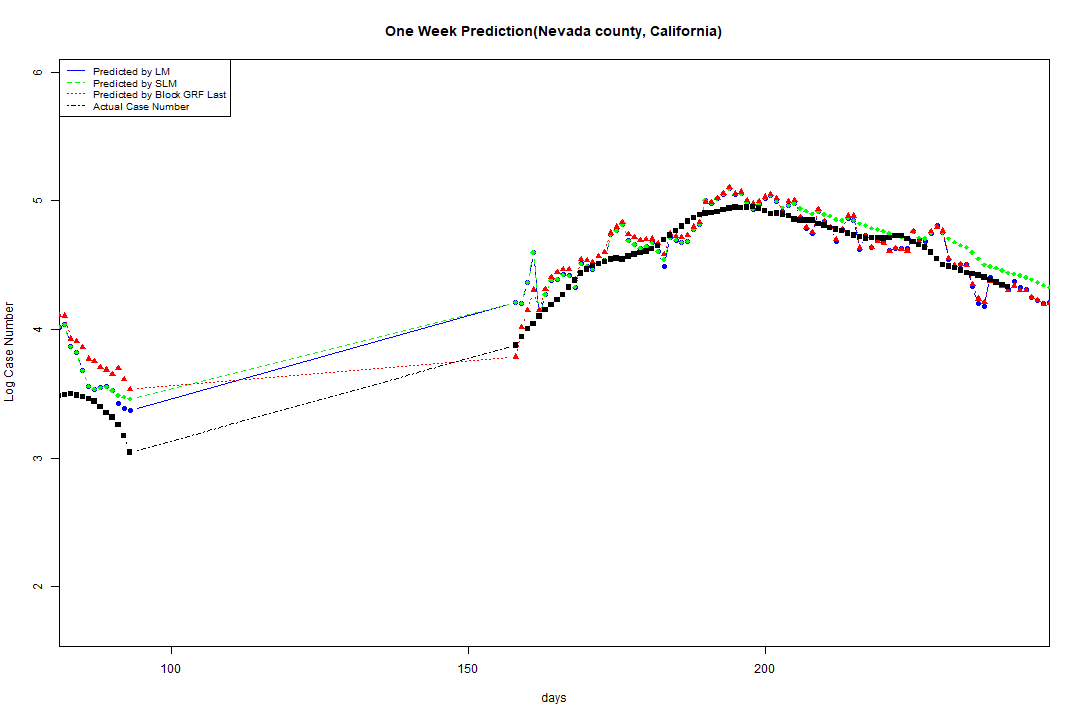 One Week Prediction(Nevada county, California)
6
Predicted by LM
Predicted by SLM
Predicted by Block GRF Last
Actual Case Number
5
4
3
2
Log Case Number
100
150
200
days